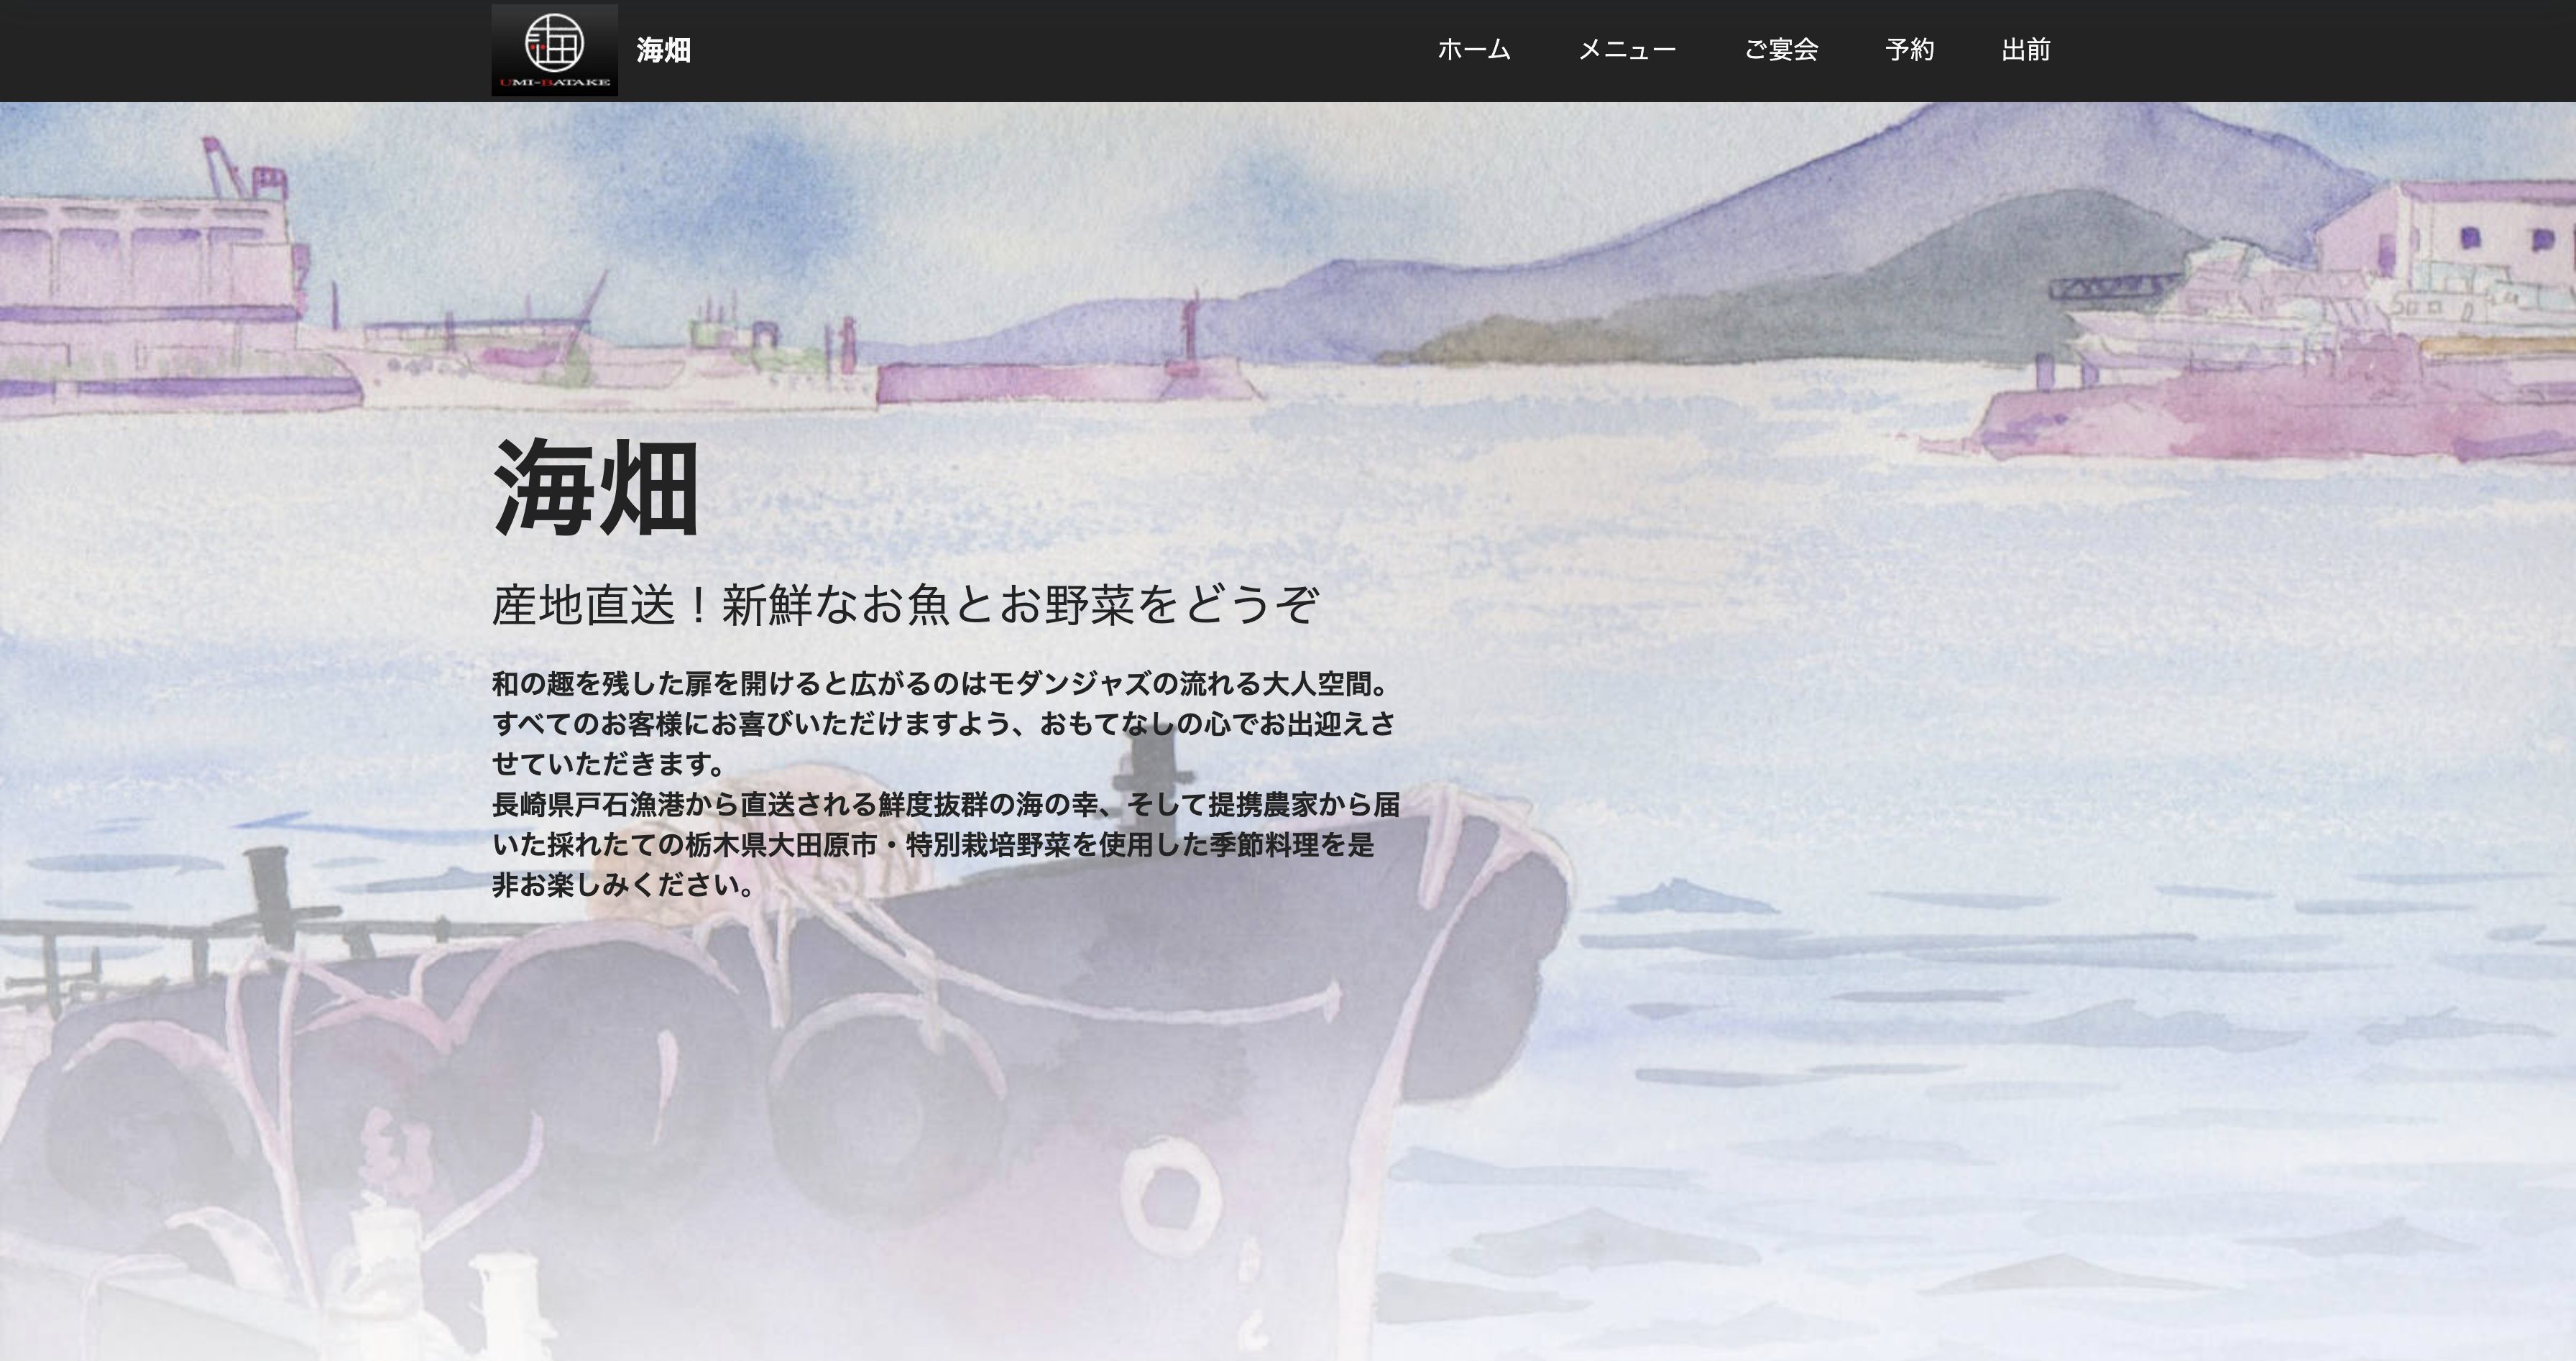 UMI-BATAKE
海畑
ホーム メニュー ご宴会 予約 出前
海畑
産地直送！新鮮なお魚とお野菜をどうぞ
和の趣を残した扉を開けると広がるのはモダンジャズの流れる大人空間。
すべてのお客様にお喜びいただけますよう、おもてなしの心でお出迎えさ
せていただきます。
長崎県戸石漁港から直送される鮮度抜群の海の幸、そして提携農家から届
いた採れたての栃木県大田原市・特別栽培野菜を使用した季節料理を是
非お楽しみください。